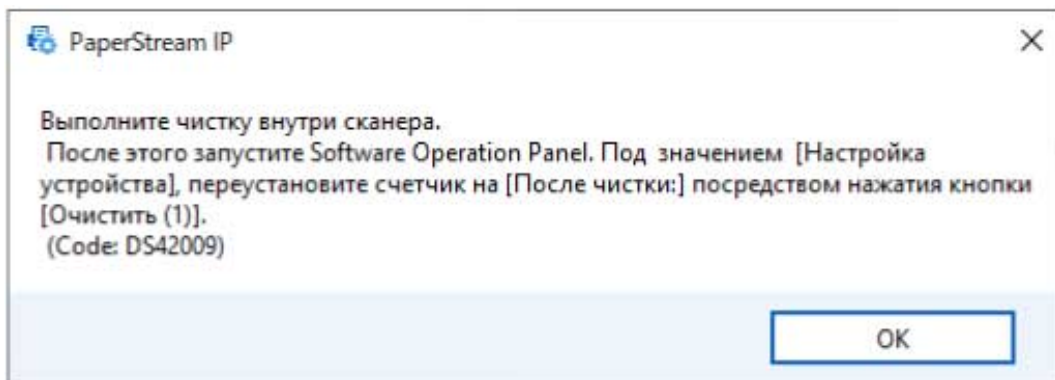 PaperStream IP
Выполните чистку внутри сканера.
После этого запустите Software Operation Panel. Под значением [Настройка
устройства], переустановите счетчик на [После чистки:] посредством нажатия кнопки
[Очистить (1)].
(Code: DS42009)
OK